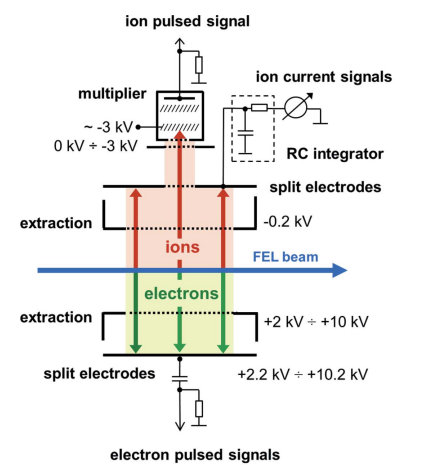 ion pulsed signal
multiplier
ion current signals
~ -3 kV
0 kV ÷ -3 kV
RC integrator
split electrodes
extraction
-0.2 kV
ions
FEL beam
electrons
extraction
+2 kV ÷ +10 kV
split electrodes
+2.2 kV ÷ +10.2 kV
electron pulsed signals